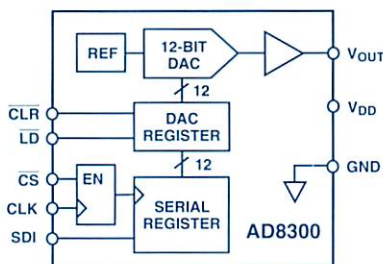 REF
12-BIT
DAC
VOUT
12
CLR
DAC
REGISTER
VDD
LD
12
GND
CS
EN
CLK
SERIAL
REGISTER
SDI
AD8300